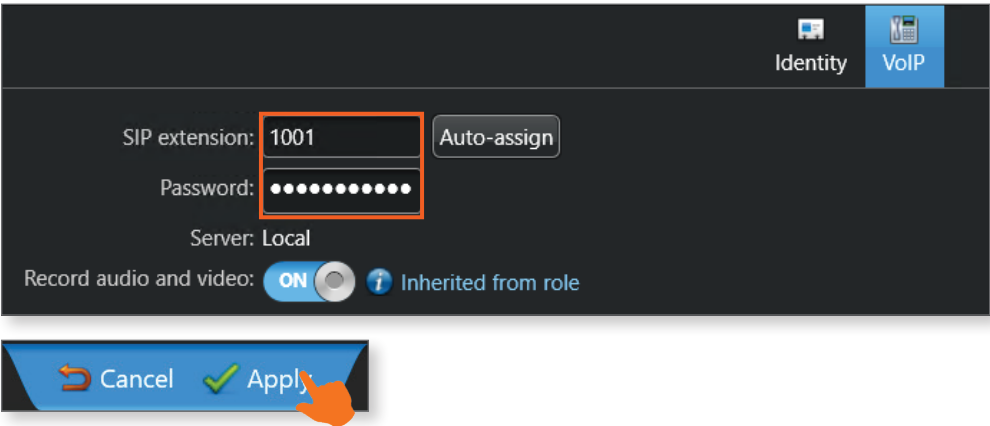 Identity VoIP
SIP extension: 1001 Auto-assign
Password: ●●●●●●●●●●●
Server: Local
Record audio and video: ON i Inherited from role
Cancel Apply